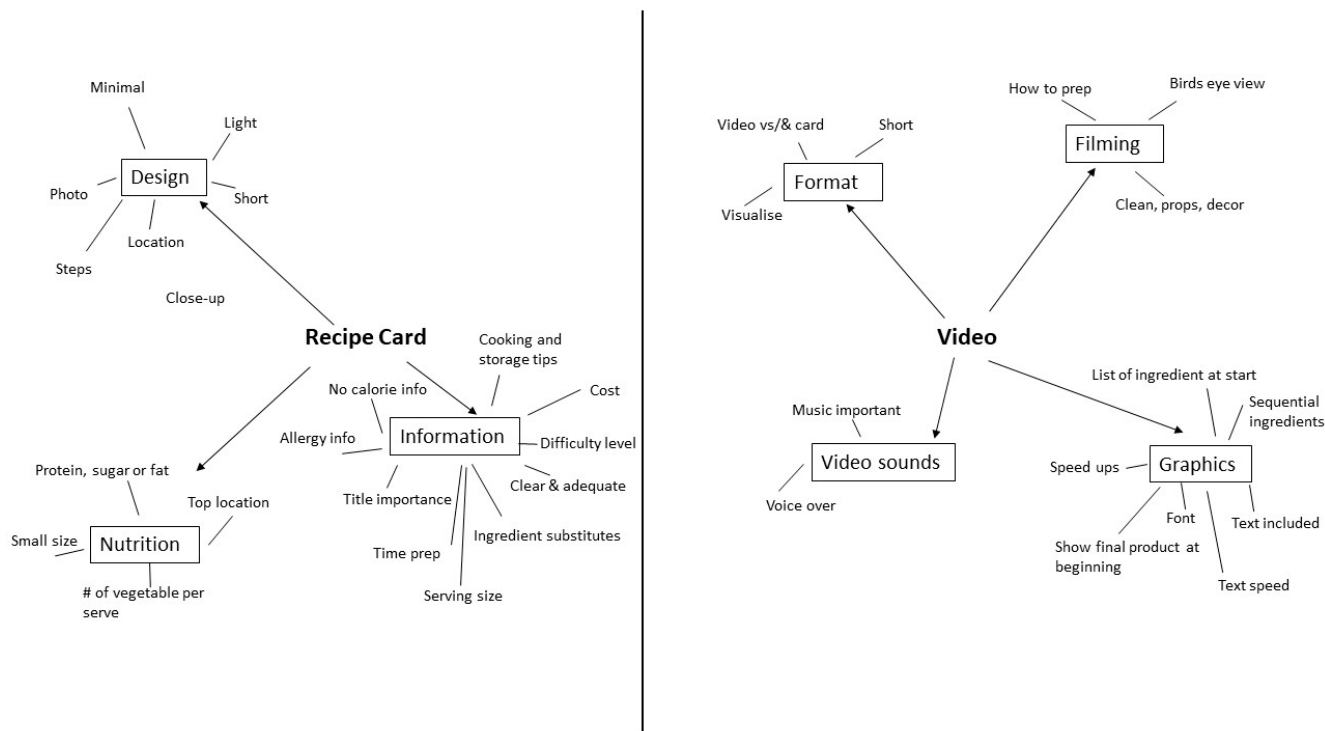 Minimal
Light
Design
Photo
Short
Location
Steps
Close-up
Recipe Card
Cooking and
storage tips
No calorie info
Cost
Allergy info
Information
Difficulty level
Clear & adequate
Title importance
Ingredient substitutes
Time prep
Serving size
Protein, sugar or fat
Top location
Small size
Nutrition
# of vegetable per
serve
How to prep
Birds eye view
Video vs/& card
Short
Filming
Format
Visualise
Clean, props, decor
Video
List of ingredient at start
Sequential
ingredients
Music important
Video sounds
Voice over
Speed ups
Graphics
Font
Text included
Show final product at
beginning
Text speed